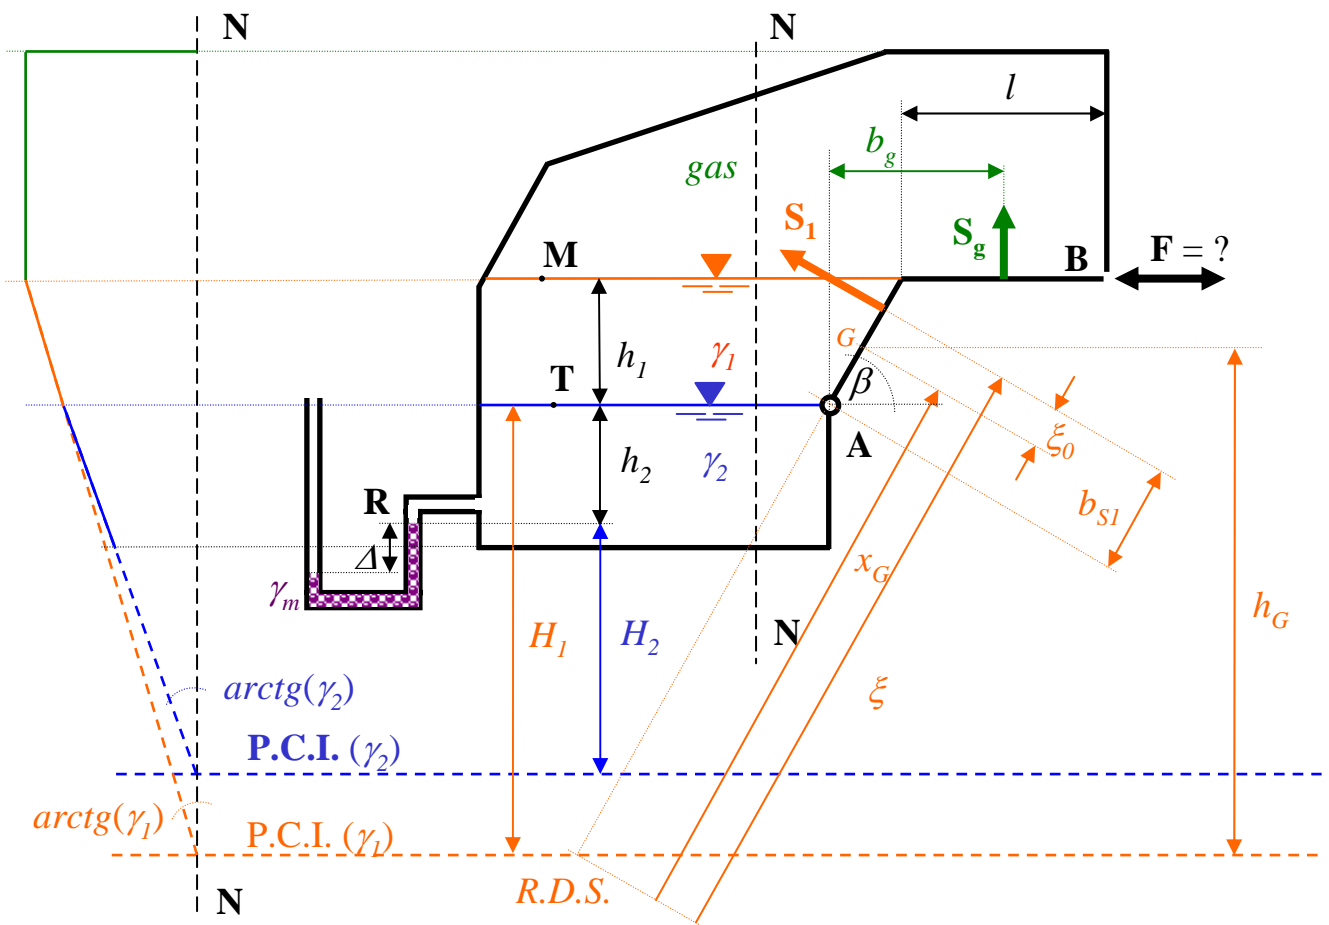 N
N
l
b_g
gas
S_1
S_g
B
F = ?
M
G
h_1
γ_1
β
T
A
ξ_0
h_2
γ_2
R
b_S1
Δ
x_G
γ_m
h_G
H_1
H_2
N
arctg(γ_2)
ξ
P.C.I. (γ_2)
arctg(γ_1)
P.C.I. (γ_1)
R.D.S.
N